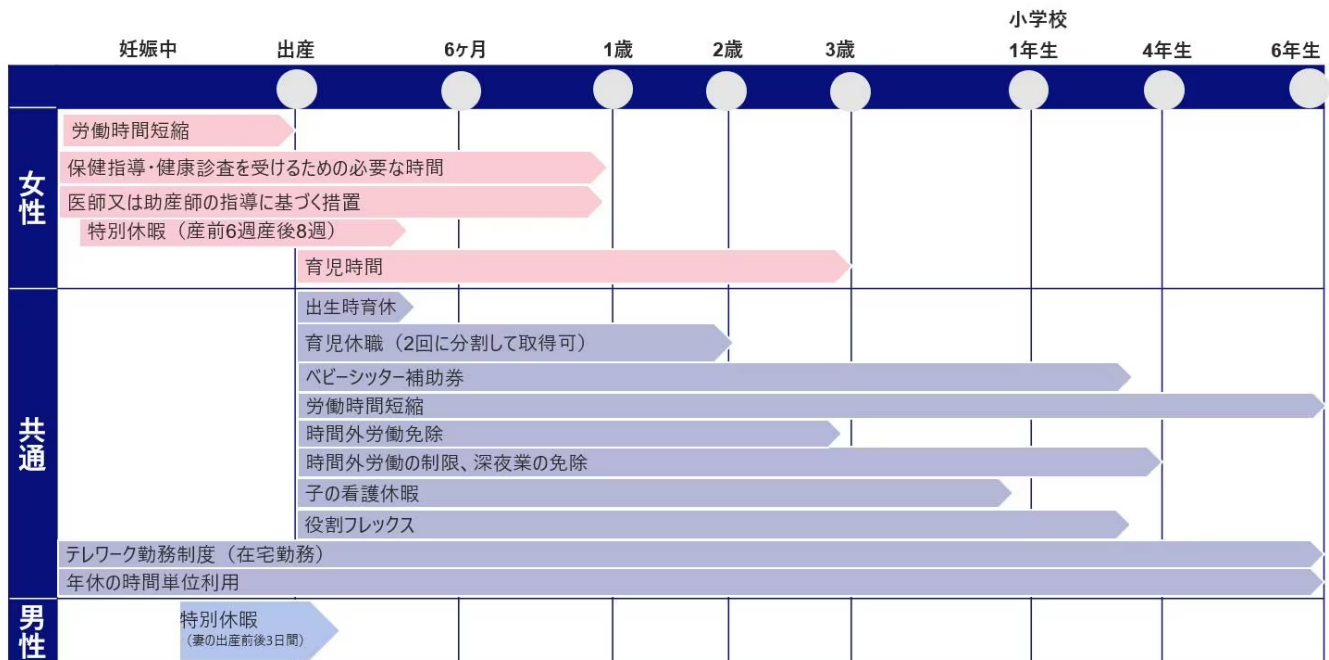 小学校
妊娠中 出産 6ヶ月 1歳 2歳 3歳 1年生 4年生 6年生
女性
労働時間短縮
保健指導・健康診査を受けるための必要な時間
医師又は助産師の指導に基づく措置
特別休暇（産前6週産後8週）
育児時間
共通
出生時育休
育児休職（2回に分割して取得可）
ベビーシッター補助券
労働時間短縮
時間外労働免除
時間外労働の制限、深夜業の免除
子の看護休暇
役割フレックス
テレワーク勤務制度（在宅勤務）
年休の時間単位利用
男性
特別休暇
（妻の出産前後3日間）